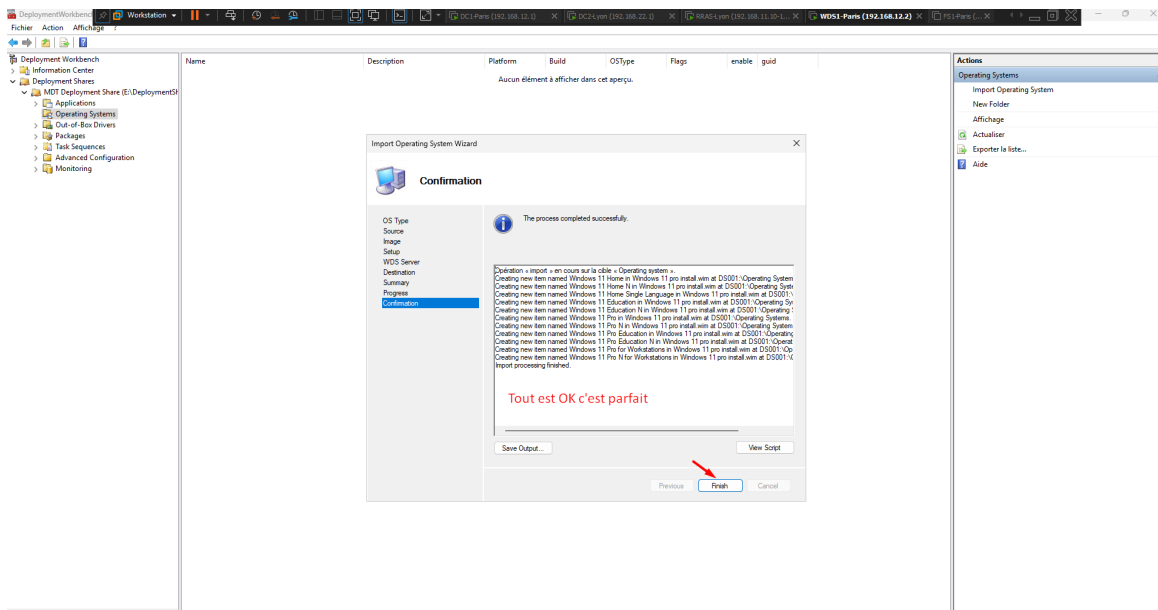 DeploymentWorkbench
Workstation
DC1-Paris (192.168.12.1)
DC2-Lyon (192.168.22.1)
RRAS-Lyon (192.168.11.10-1...
WDS1-Paris (192.168.12.2)
FS1-Paris (...
Fichier Action Affichage ?
Deployment Workbench
Information Center
Deployment Shares
MDT Deployment Share (E:\DeploymentSh
Applications
Operating Systems
Out-of-Box Drivers
Packages
Task Sequences
Advanced Configuration
Monitoring
Name Description Platform Build OSType Flags enable guid
Aucun élément à afficher dans cet aperçu.
Import Operating System Wizard
Confirmation
OS Type
Source
Image
Setup
WDS Server
Destination
Summary
Progress
Confirmation
The process completed successfully.
Opération « import » en cours sur la cible « Operating system ».
Creating new item named Windows 11 Home in Windows 11 pro install.wim at DS001:\Operating System
Creating new item named Windows 11 Home N in Windows 11 pro install.wim at DS001:\Operating Syste
Creating new item named Windows 11 Home Single Language in Windows 11 pro install.wim at DS001:\
Creating new item named Windows 11 Education in Windows 11 pro install.wim at DS001:\Operating Sy
Creating new item named Windows 11 Education N in Windows 11 pro install.wim at DS001:\Operating
Creating new item named Windows 11 Pro in Windows 11 pro install.wim at DS001:\Operating Systems.
Creating new item named Windows 11 Pro N in Windows 11 pro install.wim at DS001:\Operating System
Creating new item named Windows 11 Pro Education in Windows 11 pro install.wim at DS001:\Operating
Creating new item named Windows 11 Pro Education N in Windows 11 pro install.wim at DS001:\Operat
Creating new item named Windows 11 Pro for Workstations in Windows 11 pro install.wim at DS001:\Op
Creating new item named Windows 11 Pro N for Workstations in Windows 11 pro install.wim at DS001:\O
Import processing finished.
Tout est OK c'est parfait
Save Output...
View Script
Previous
Finish
Cancel
Actions
Operating Systems
Import Operating System
New Folder
Affichage
Actualiser
Exporter la liste...
Aide